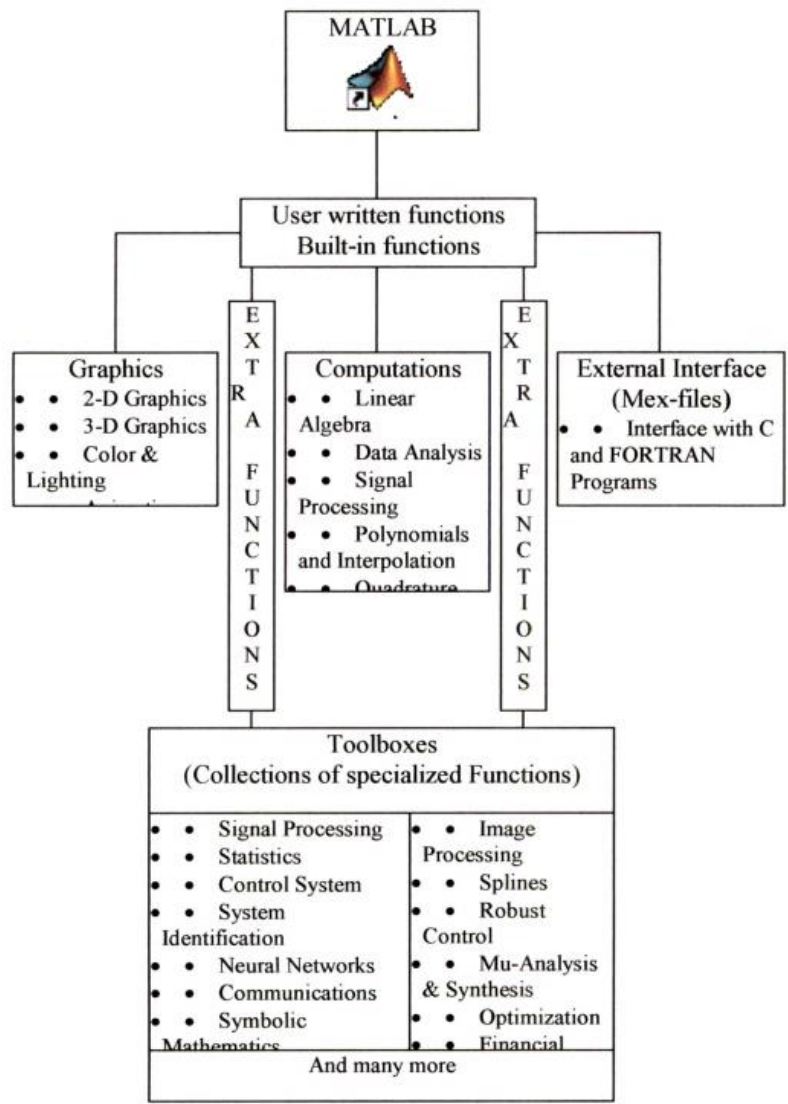 MATLAB
User written functions
Built-in functions
E
X
T
R
A
F
U
N
C
T
I
O
N
S
E
X
T
R
A
F
U
N
C
T
I
O
N
S
Graphics
• • 2-D Graphics
• • 3-D Graphics
• • Color &
Lighting
Computations
• • Linear
Algebra
• • Data Analysis
• • Signal
Processing
• • Polynomials
and Interpolation
• • Quadrature
External Interface
(Mex-files)
• • Interface with C
and FORTRAN
Programs
Toolboxes
(Collections of specialized Functions)
• • Signal Processing
• • Statistics
• • Control System
• • System
Identification
• • Neural Networks
• • Communications
• • Symbolic
Mathematics
• • Image
Processing
• • Splines
• • Robust
Control
• • Mu-Analysis
& Synthesis
• • Optimization
• • Financial
And many more